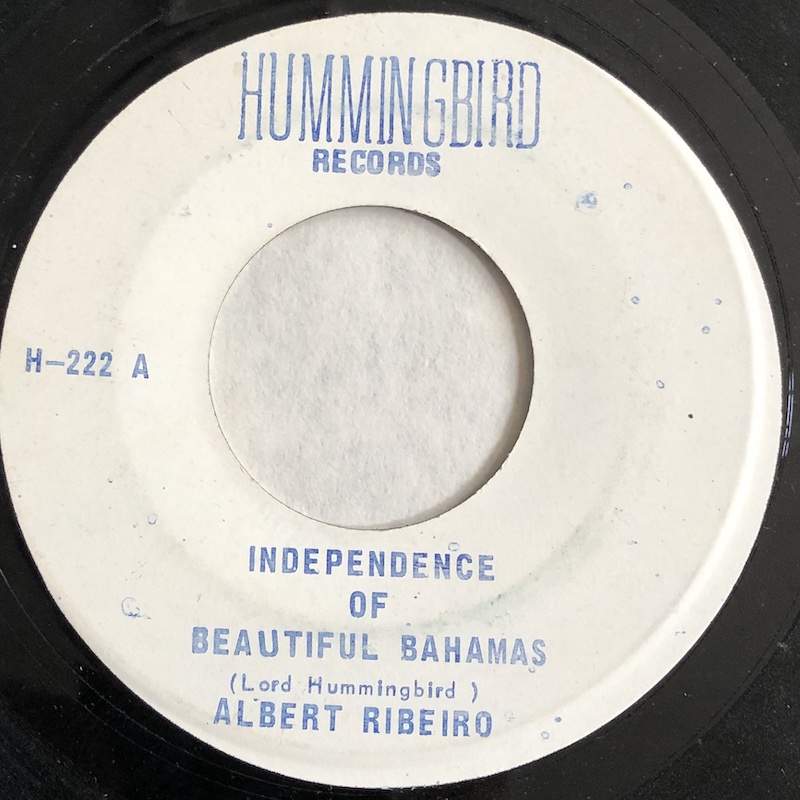 HUMMINGBIRD
RECORDS
H-222 A
INDEPENDENCE
OF
BEAUTIFUL BAHAMAS
(Lord Hummingbird )
ALBERT RIBEIRO